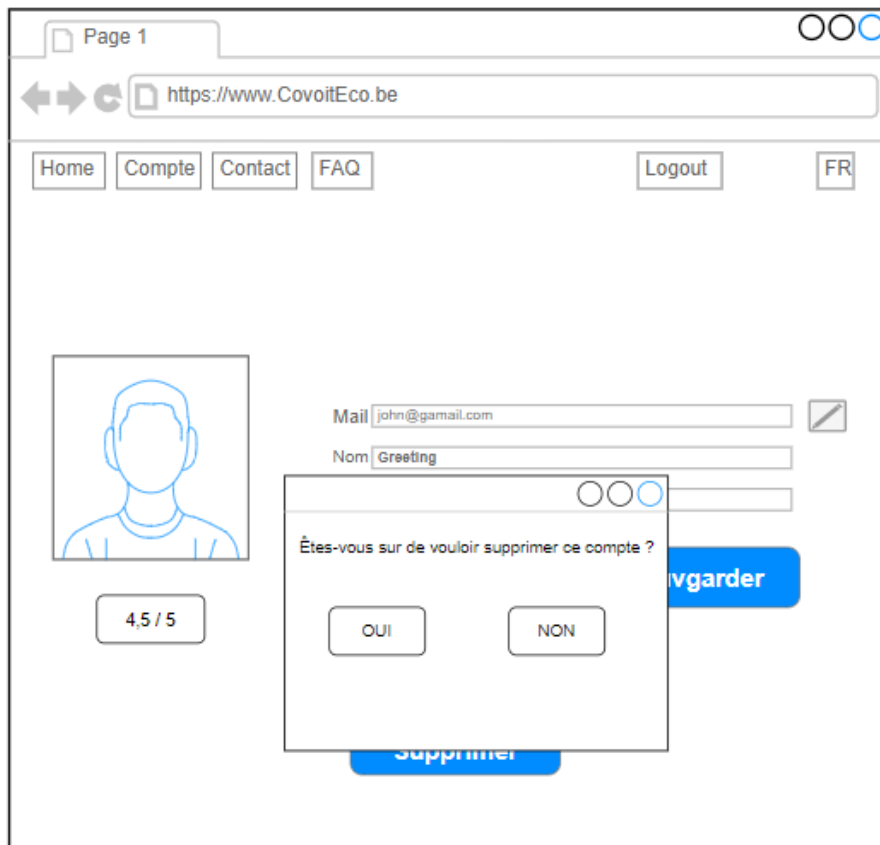 Page 1
https://www.CovoitEco.be
Home Compte Contact FAQ Logout FR
Mail john@gamail.com
Nom Greeting
Êtes-vous sur de vouloir supprimer ce compte ?
vgarder
4,5 / 5
OUI NON
Supprimer